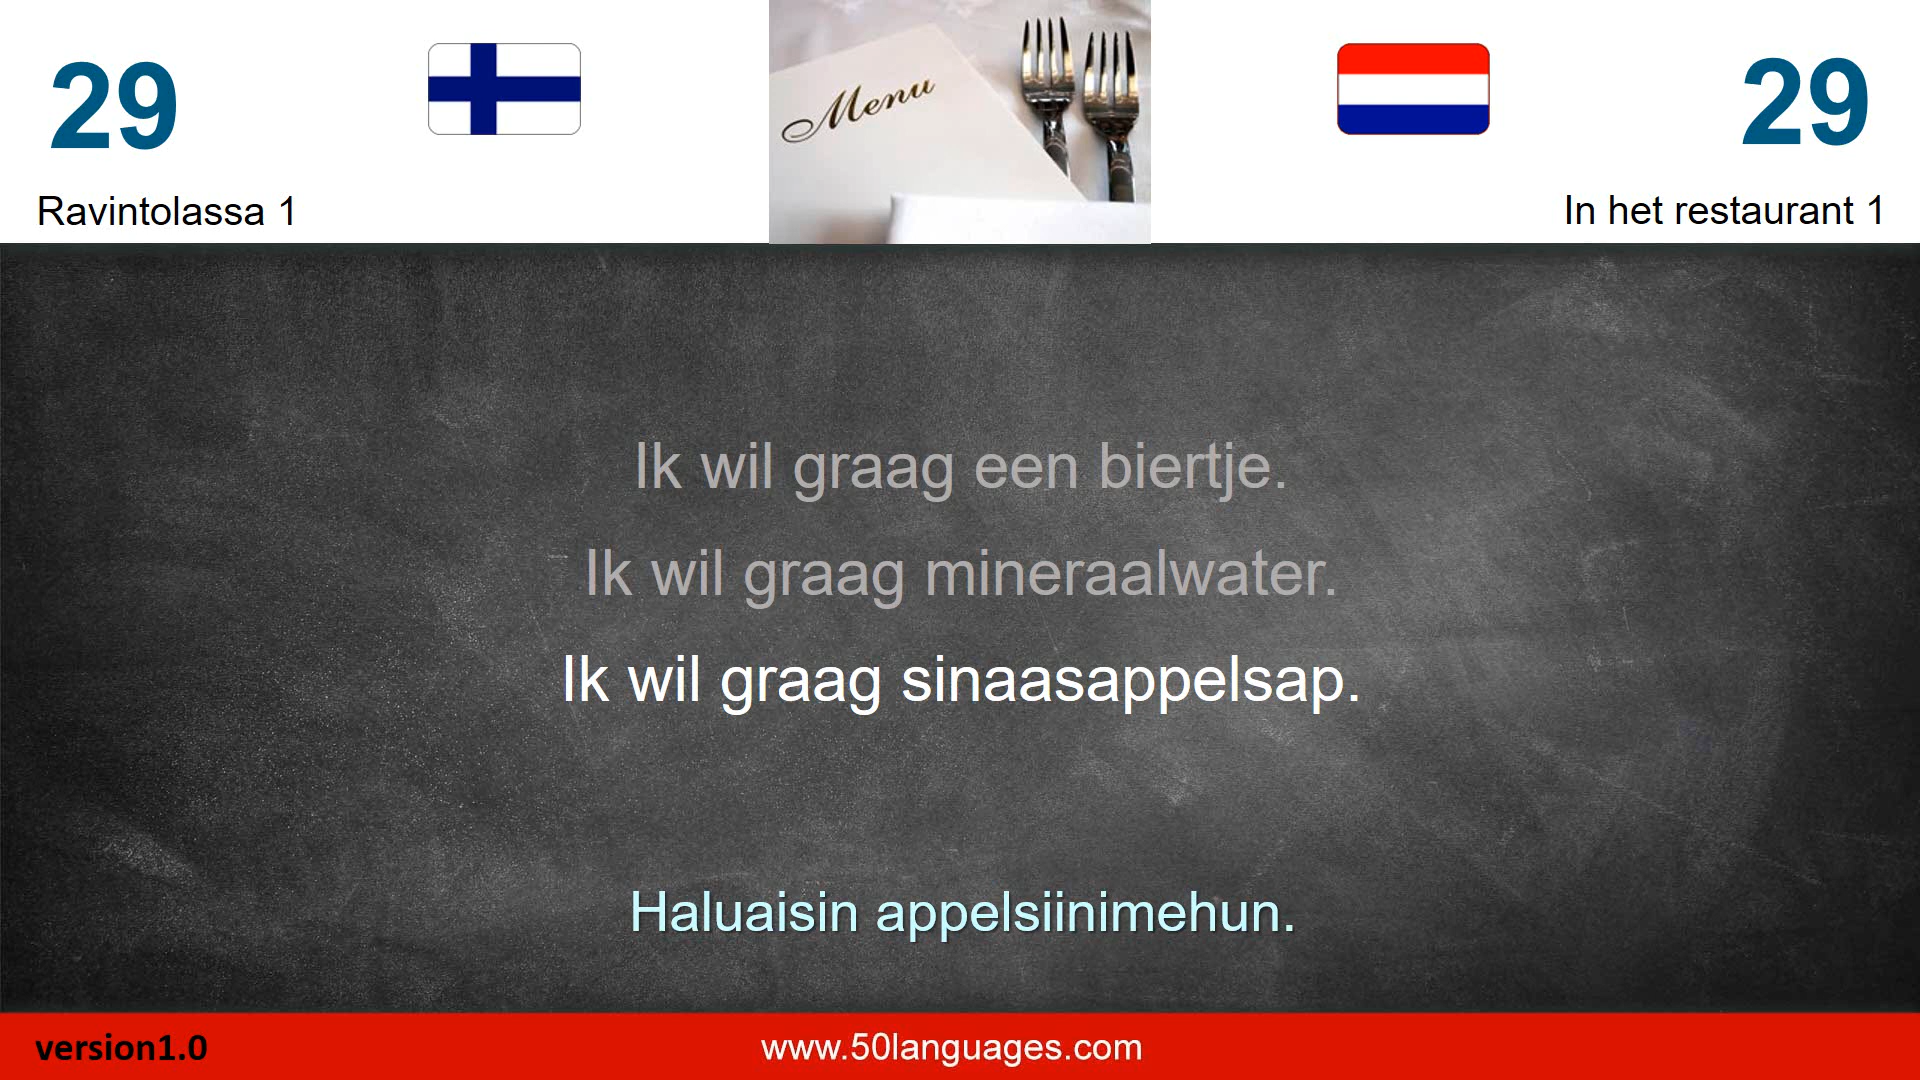 29
29
Menu
Ravintolassa 1
In het restaurant 1
Ik wil graag een biertje.
Ik wil graag mineraalwater.
Ik wil graag sinaasappelsap.
Haluaisin appelsiinimehun.
version1.0
www.50languages.com